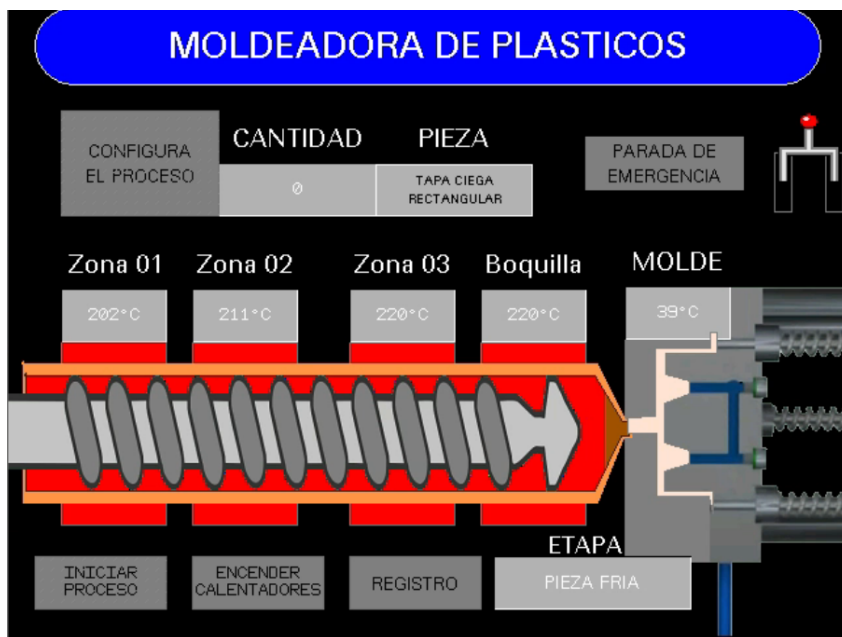 MOLDEADORA DE PLASTICOS
CONFIGURA
EL PROCESO
CANTIDAD
0
PIEZA
TAPA CIEGA
RECTANGULAR
PARADA DE
EMERGENCIA
Zona 01
Zona 02
Zona 03
Boquilla
MOLDE
202°C
211°C
220°C
220°C
39°C
INICIAR
PROCESO
ENCENDER
CALENTADORES
REGISTRO
ETAPA
PIEZA FRIA